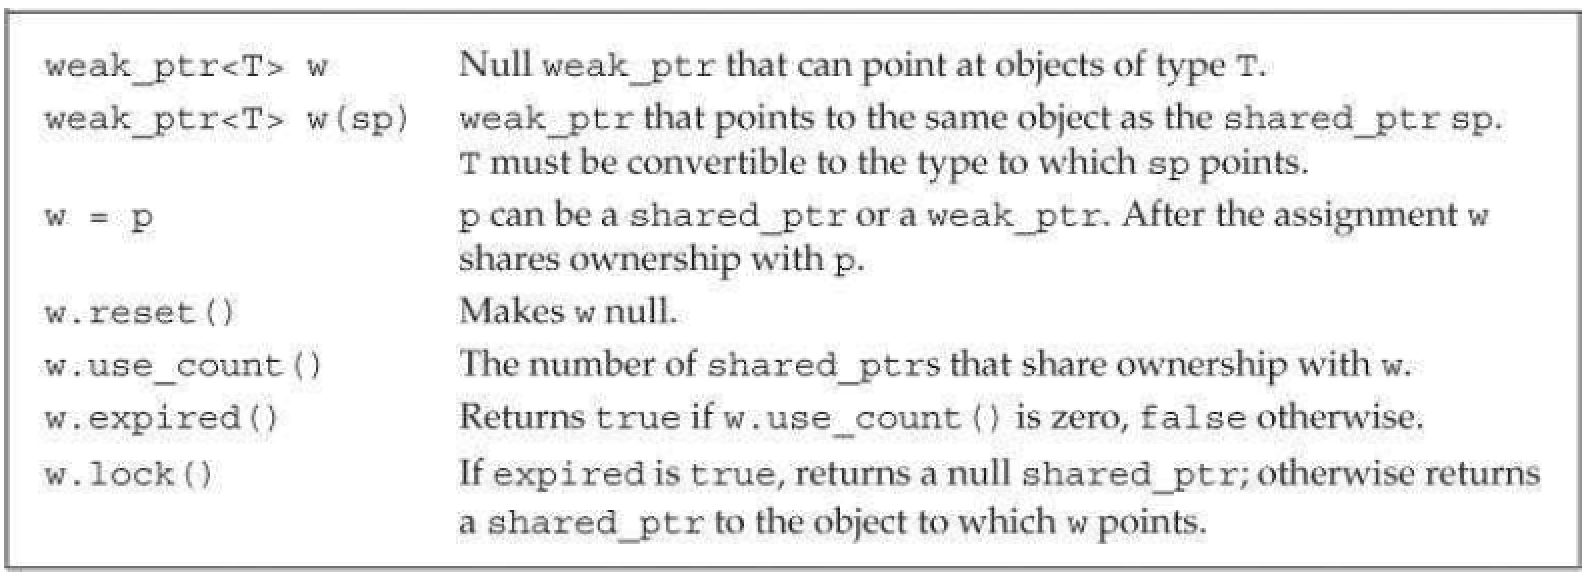 weak_ptr<T> w Null weak_ptr that can point at objects of type T.
weak_ptr<T> w(sp) weak_ptr that points to the same object as the shared_ptr sp.
T must be convertible to the type to which sp points.
w = p p can be a shared_ptr or a weak_ptr. After the assignment w
shares ownership with p.
w.reset() Makes w null.
w.use_count() The number of shared_ptrs that share ownership with w.
w.expired() Returns true if w.use_count() is zero, false otherwise.
w.lock() If expired is true, returns a null shared_ptr; otherwise returns
a shared_ptr to the object to which w points.